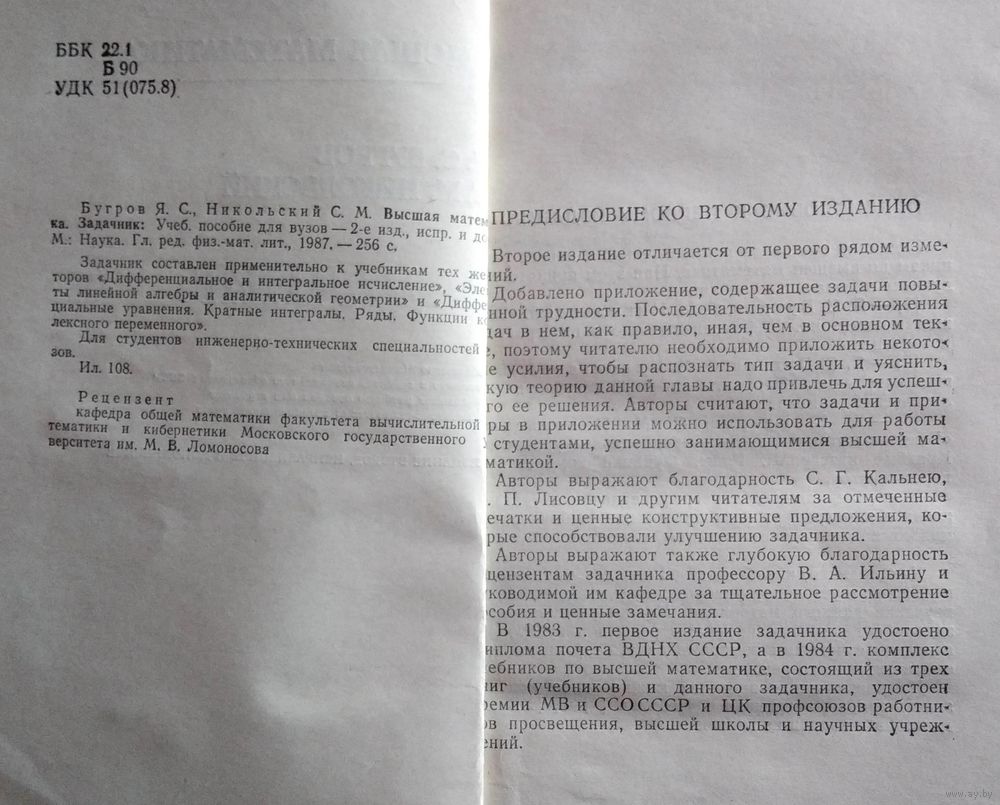 ББК 22.1
Б 90
УДК 51(075.8)
Бугров Я. С., Никольский С. М. Высшая матем
ка. Задачник: Учеб. пособие для вузов — 2-е изд., испр. и до
М.: Наука. Гл. ред. физ.-мат. лит., 1987. — 256 с.
Задачник составлен применительно к учебникам тех же
торов «Дифференциальное и интегральное исчисление», «Эле
ты линейной алгебры и аналитической геометрии» и «Диффе
циальные уравнения. Кратные интегралы. Ряды. Функции к
лексного переменного».
Для студентов инженерно-технических специальностей
зов.
Ил. 108.
Рецензент
кафедра общей математики факультета вычислительной
тематики и кибернетики Московского государственного
верситета им. М. В. Ломоносова
ПРЕДИСЛОВИЕ КО ВТОРОМУ ИЗДАНИЮ
Второе издание отличается от первого рядом изме-
ний.
Добавлено приложение, содержащее задачи повы-
нной трудности. Последовательность расположения
дач в нем, как правило, иная, чем в основном тек-
е, поэтому читателю необходимо приложить некото-
е усилия, чтобы распознать тип задачи и уяснить,
кую теорию данной главы надо привлечь для успеш-
го ее решения. Авторы считают, что задачи и при-
ры в приложении можно использовать для работы
студентами, успешно занимающимися высшей ма-
матикой.
Авторы выражают благодарность С. Г. Кальнею,
. П. Лисовцу и другим читателям за отмеченные
ечатки и ценные конструктивные предложения, ко-
рые способствовали улучшению задачника.
Авторы выражают также глубокую благодарность
цензентам задачника профессору В. А. Ильину и
ководимой им кафедре за тщательное рассмотрение
собия и ценные замечания.
В 1983 г. первое издание задачника удостоено
иплома почета ВДНХ СССР, а в 1984 г. комплекс
ебников по высшей математике, состоящий из трех
иг (учебников) и данного задачника, удостоен
ремии МВ и ССО СССР и ЦК профсоюзов работни-
в просвещения, высшей школы и научных учреж-
ений.
www.ay.by